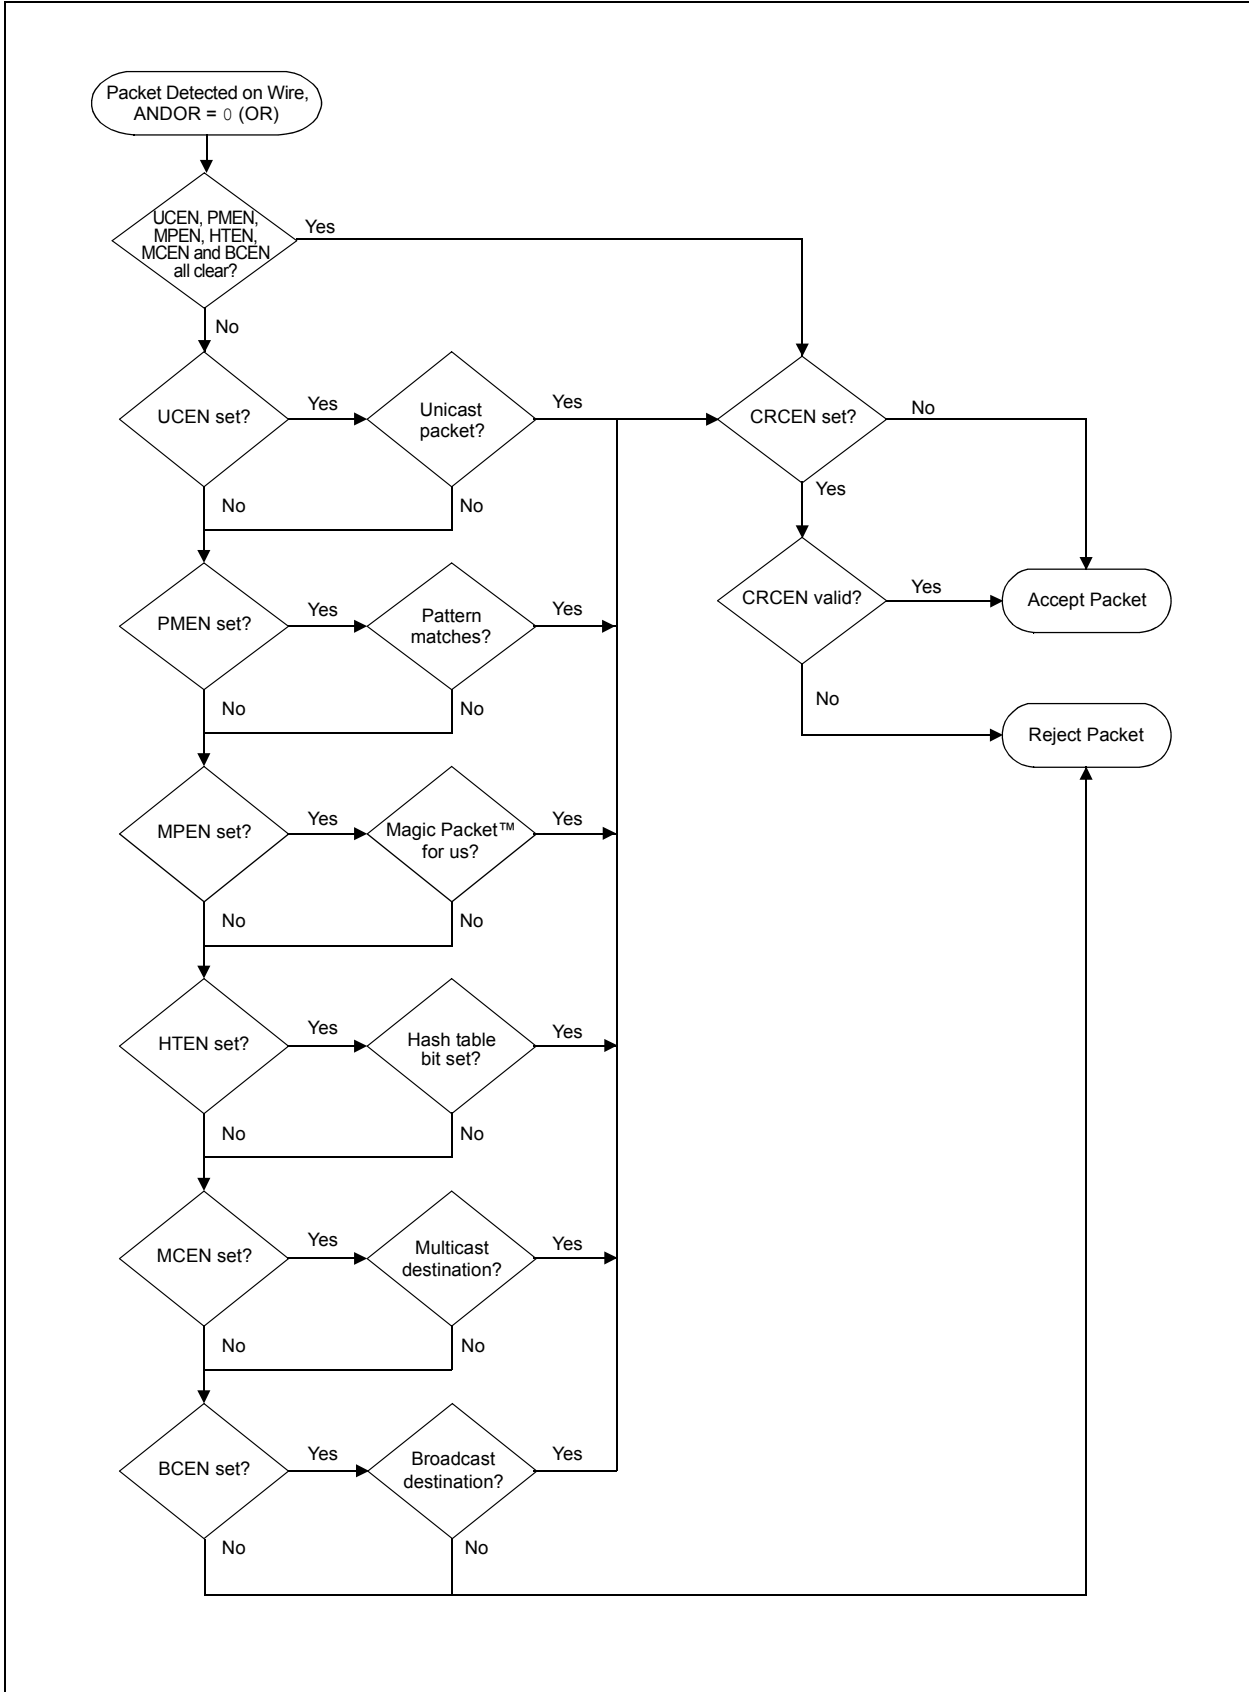 Packet Detected on Wire,
ANDOR = 0 (OR)
UCEN, PMEN,
MPEN, HTEN,
MCEN and BCEN
all clear?
Yes
No
UCEN set?
Yes
Unicast
packet?
Yes
CRCEN set?
No
No
No
Yes
PMEN set?
Yes
Pattern
matches?
Yes
CRCEN valid?
Yes
Accept Packet
No
No
No
Reject Packet
MPEN set?
Yes
Magic Packet™
for us?
Yes
No
No
HTEN set?
Yes
Hash table
bit set?
Yes
No
No
MCEN set?
Yes
Multicast
destination?
Yes
No
No
BCEN set?
Yes
Broadcast
destination?
Yes
No
No